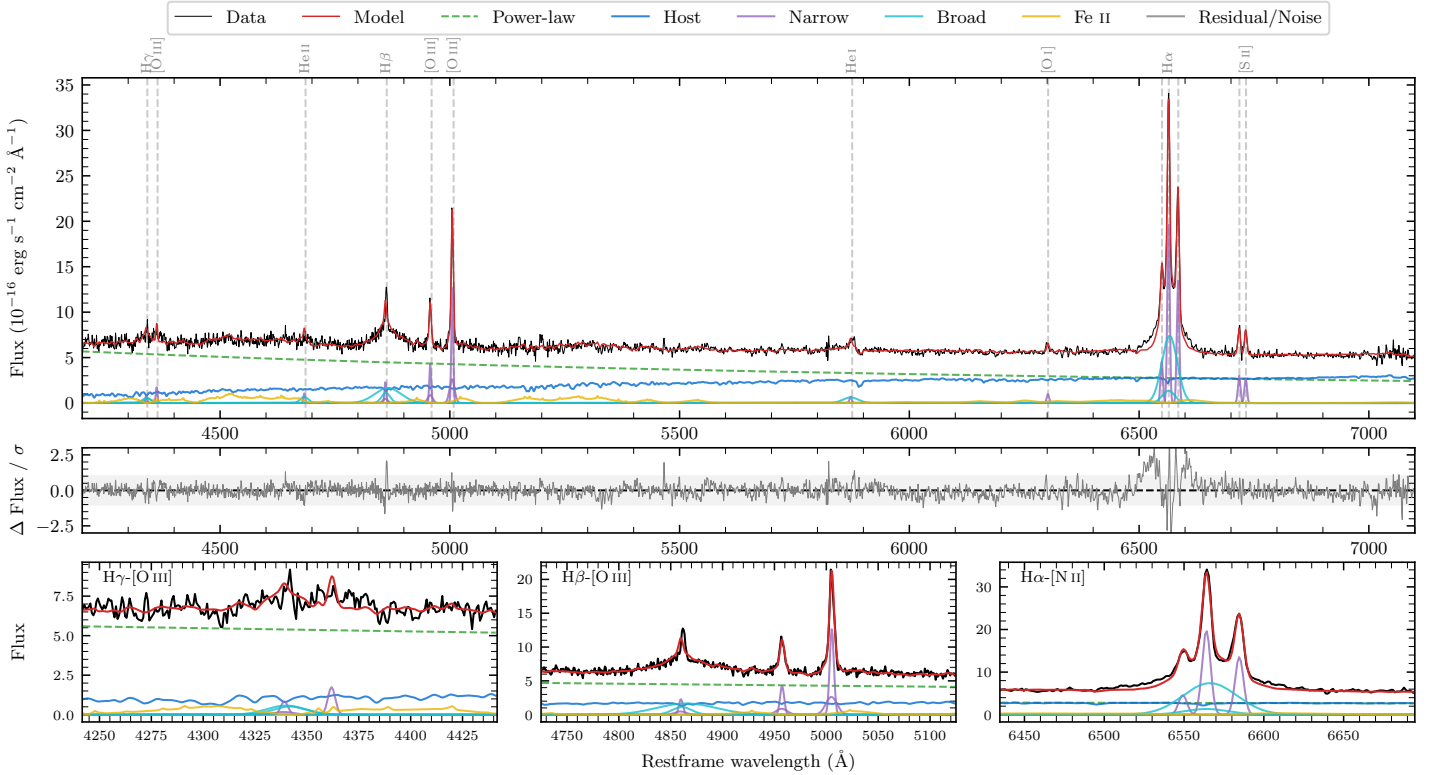 Data Model Power-law Host Narrow Broad Fe II Residual/Noise
Hγ [O III] He II Hβ [O III] [O III] He I [O I] Hα [S II]
Flux (10⁻¹⁶ erg s⁻¹ cm⁻² Å⁻¹)
35
30
25
20
15
10
5
0
4500 5000 5500 6000 6500 7000
Δ Flux / σ
2.5
0.0
−2.5
4500 5000 5500 6000 6500 7000
Flux
Hγ-[O III]
7.5
5.0
2.5
0.0
4250 4275 4300 4325 4350 4375 4400 4425
Hβ-[O III]
20
15
10
5
0
4750 4800 4850 4900 4950 5000 5050 5100
Hα-[N II]
30
20
10
0
6450 6500 6550 6600 6650
Restframe wavelength (Å)